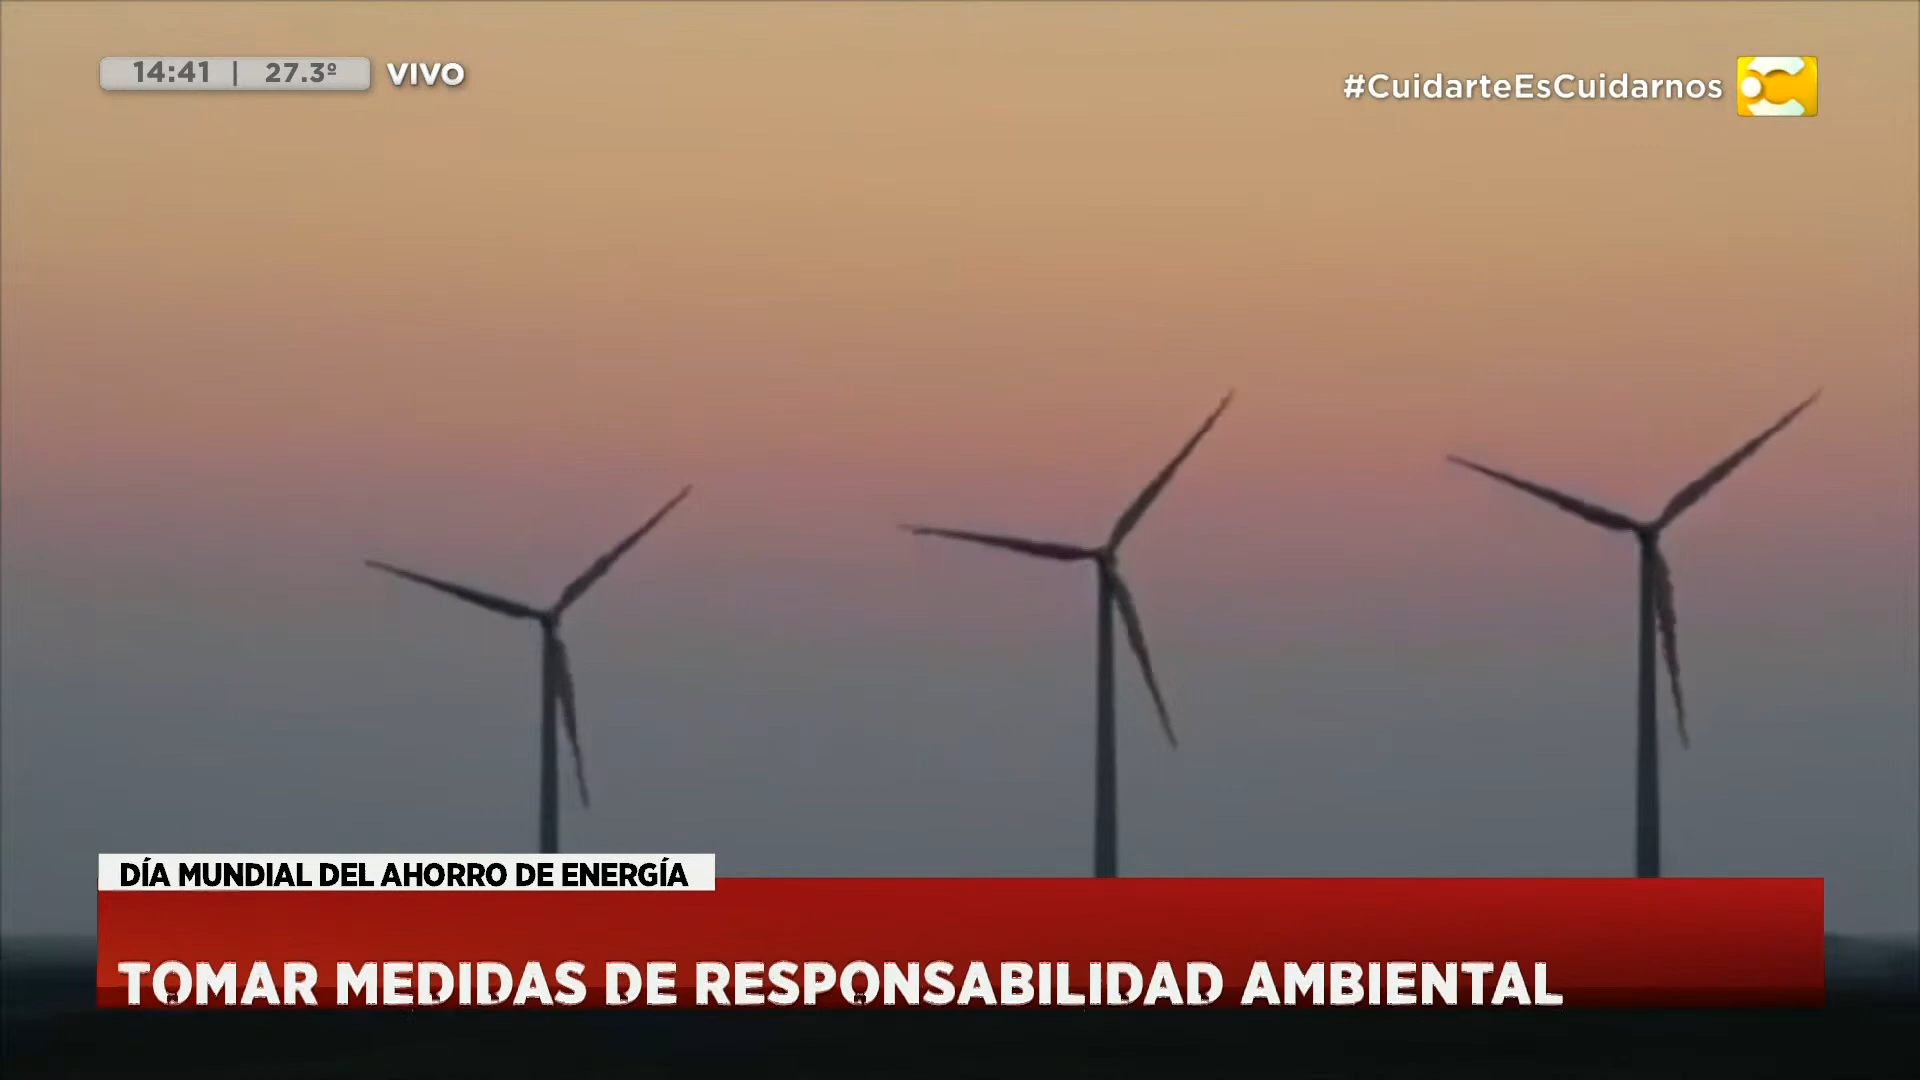 14:41 | 27.3º VIVO
#CuidarteEsCuidarnos
DÍA MUNDIAL DEL AHORRO DE ENERGÍA
TOMAR MEDIDAS DE RESPONSABILIDAD AMBIENTAL